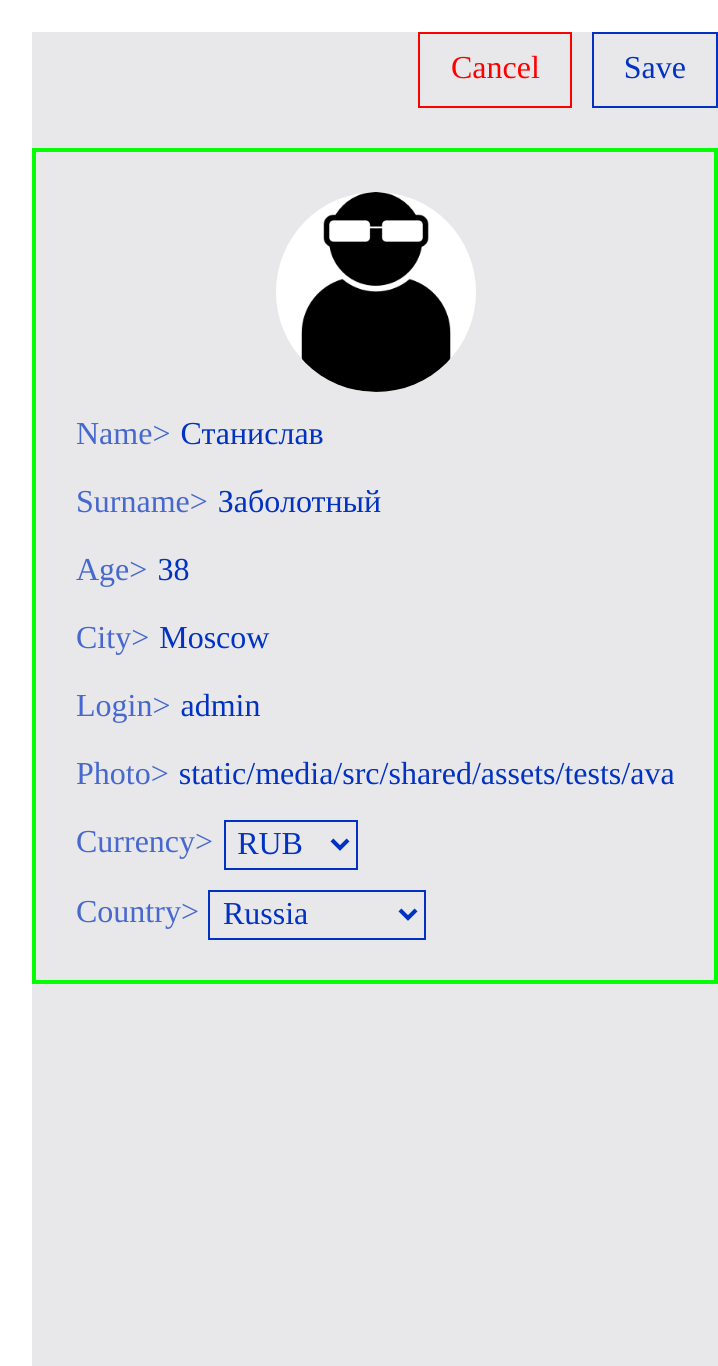 Cancel Save
Name> Станислав
Surname> Заболотный
Age> 38
City> Moscow
Login> admin
Photo> static/media/src/shared/assets/tests/ava
Currency> RUB
Country> Russia